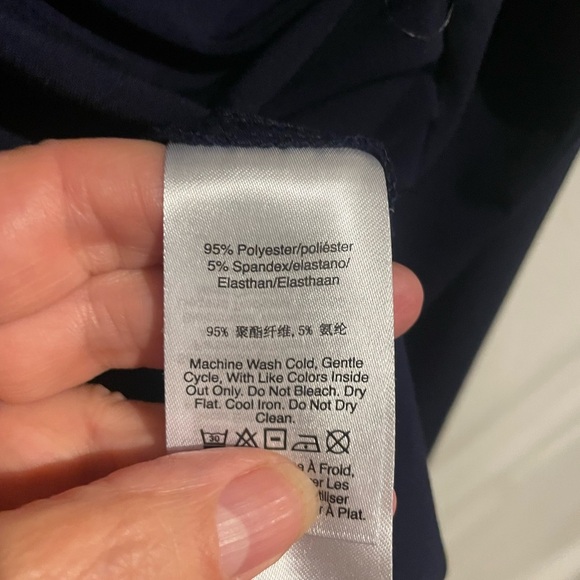 95% Polyester/poliéster
5% Spandex/elastano/
Elasthan/Elasthaan
95% 聚酯纤维, 5% 氨纶
Machine Wash Cold, Gentle
Cycle, With Like Colors Inside
Out Only. Do Not Bleach. Dry
Flat. Cool Iron. Do Not Dry
Clean.
30
À Froid,
Les
À Plat.